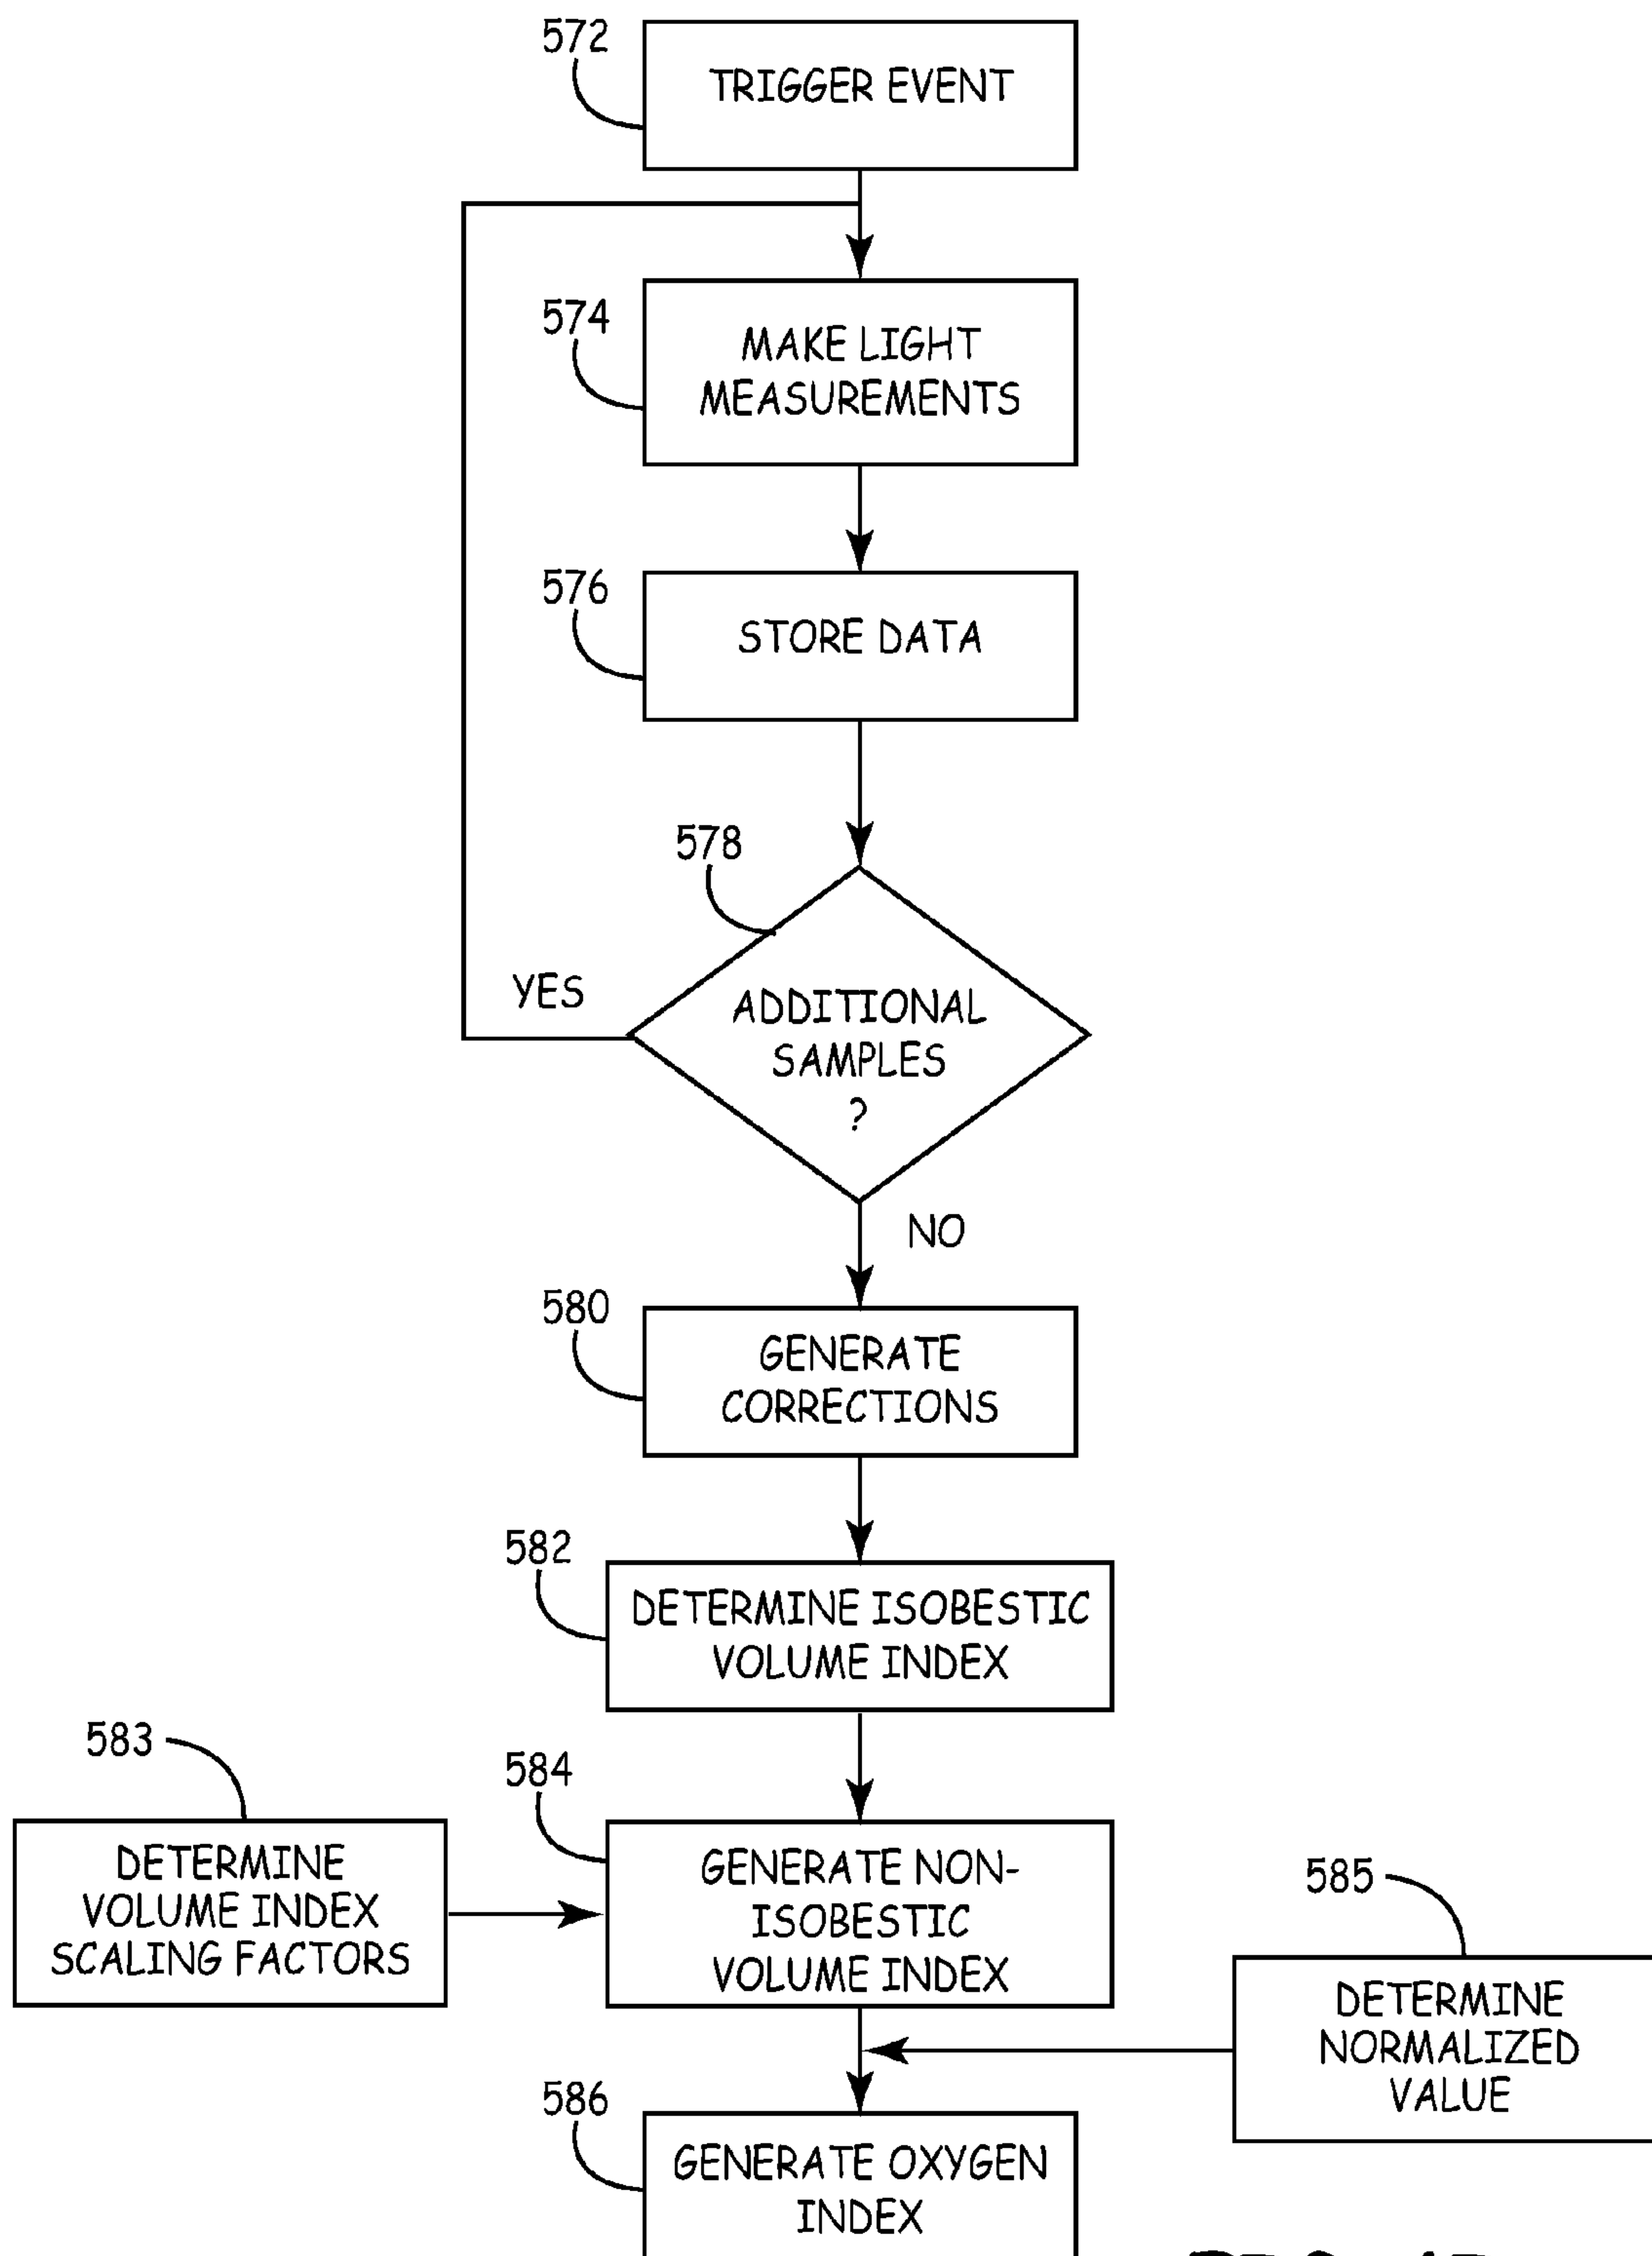 572
TRIGGER EVENT
574
MAKE LIGHT
MEASUREMENTS
576
STORE DATA
578
YES
ADDITIONAL
SAMPLES
?
NO
580
GENERATE
CORRECTIONS
582
DETERMINE ISOBESTIC
VOLUME INDEX
583
584
DETERMINE
VOLUME INDEX
SCALING FACTORS
GENERATE NON-
ISOBESTIC
VOLUME INDEX
585
DETERMINE
NORMALIZED
VALUE
586
GENERATE OXYGEN
INDEX